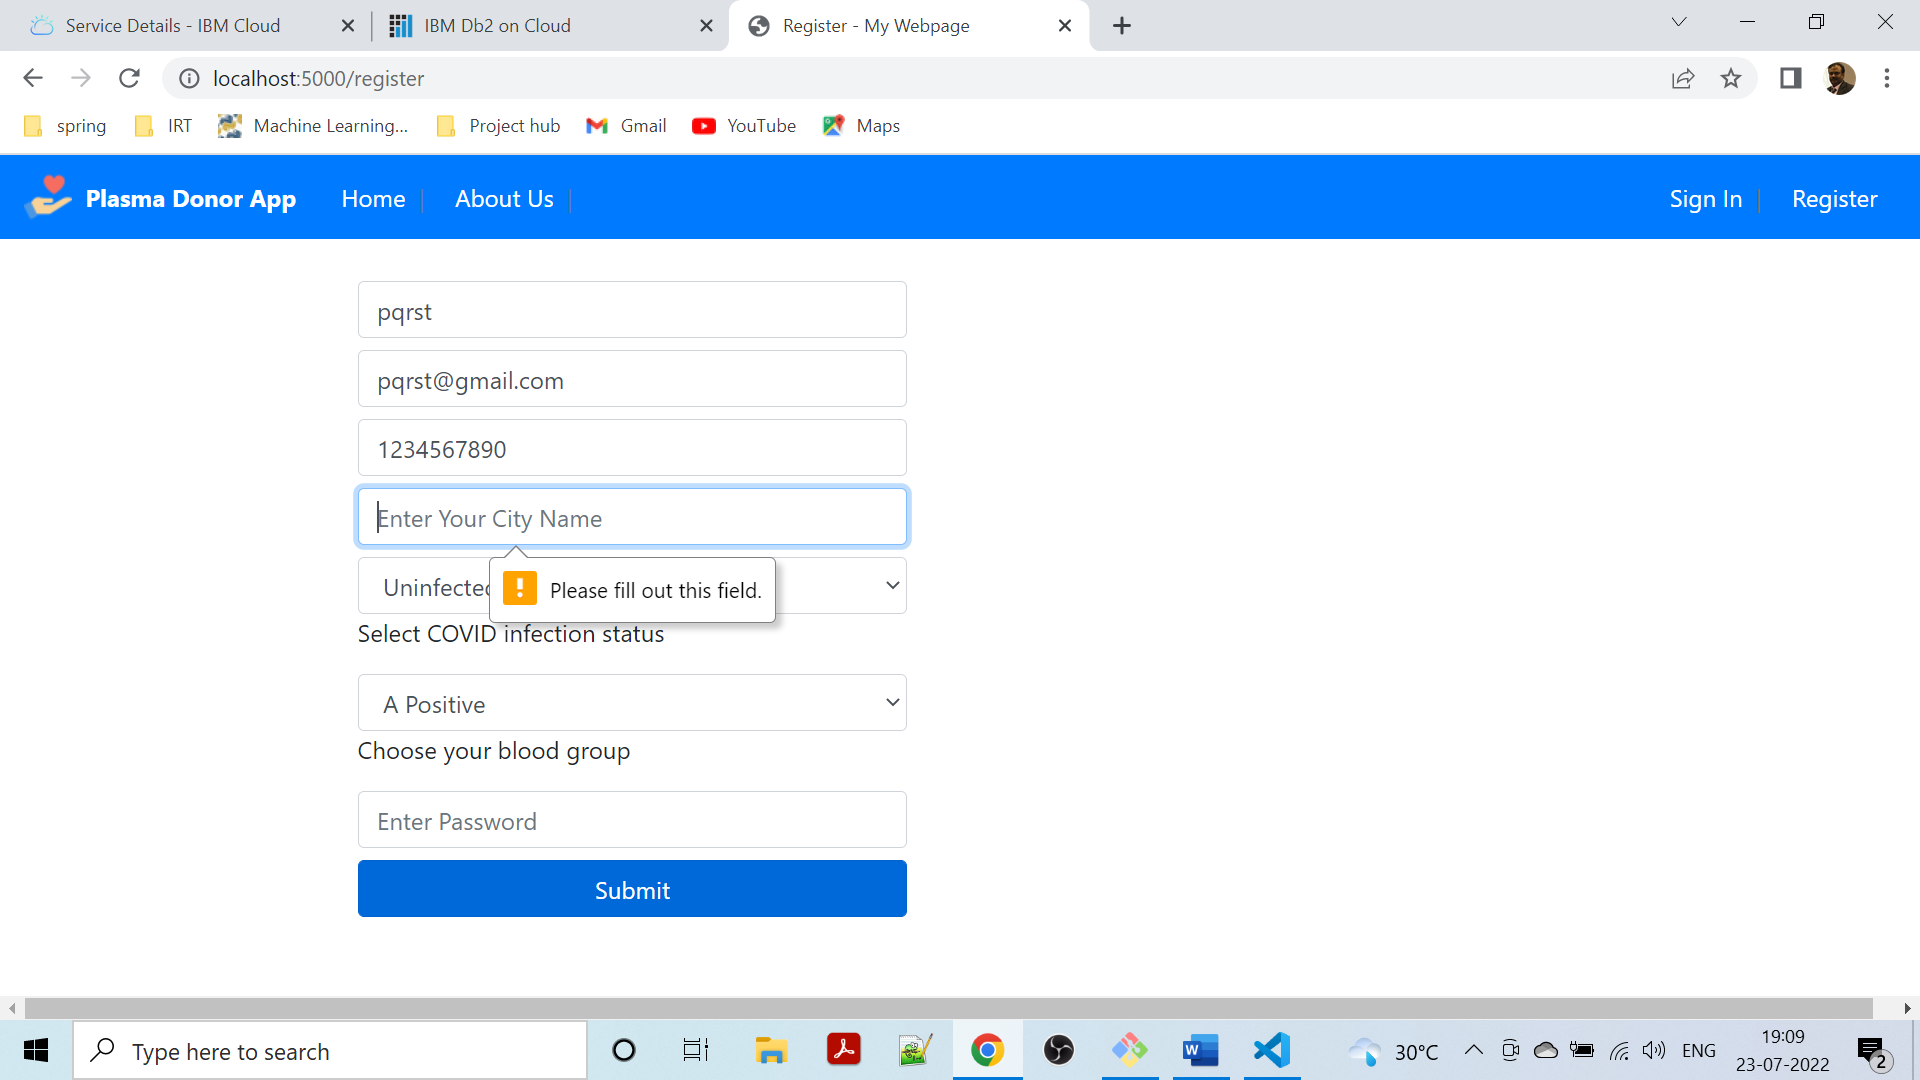 Service Details - IBM Cloud
IBM Db2 on Cloud
Register - My Webpage
localhost:5000/register
spring
IRT
Machine Learning...
Project hub
Gmail
YouTube
Maps
Plasma Donor App
Home
About Us
Sign In
Register
pqrst
pqrst@gmail.com
1234567890
Enter Your City Name
Please fill out this field.
Uninfected
Select COVID infection status
A Positive
Choose your blood group
Enter Password
Submit
Type here to search
30°C
ENG
19:09
23-07-2022
2